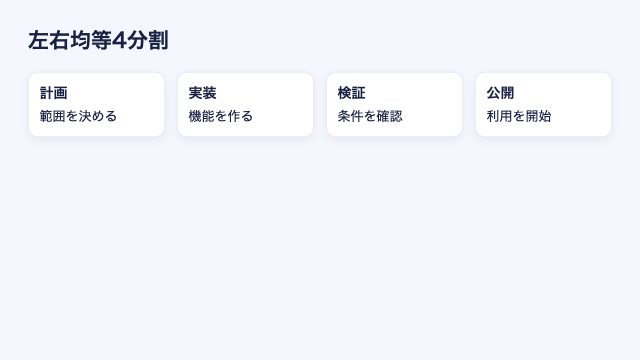 左右均等4分割
計画
範囲を決める
実装
機能を作る
検証
条件を確認
公開
利用を開始